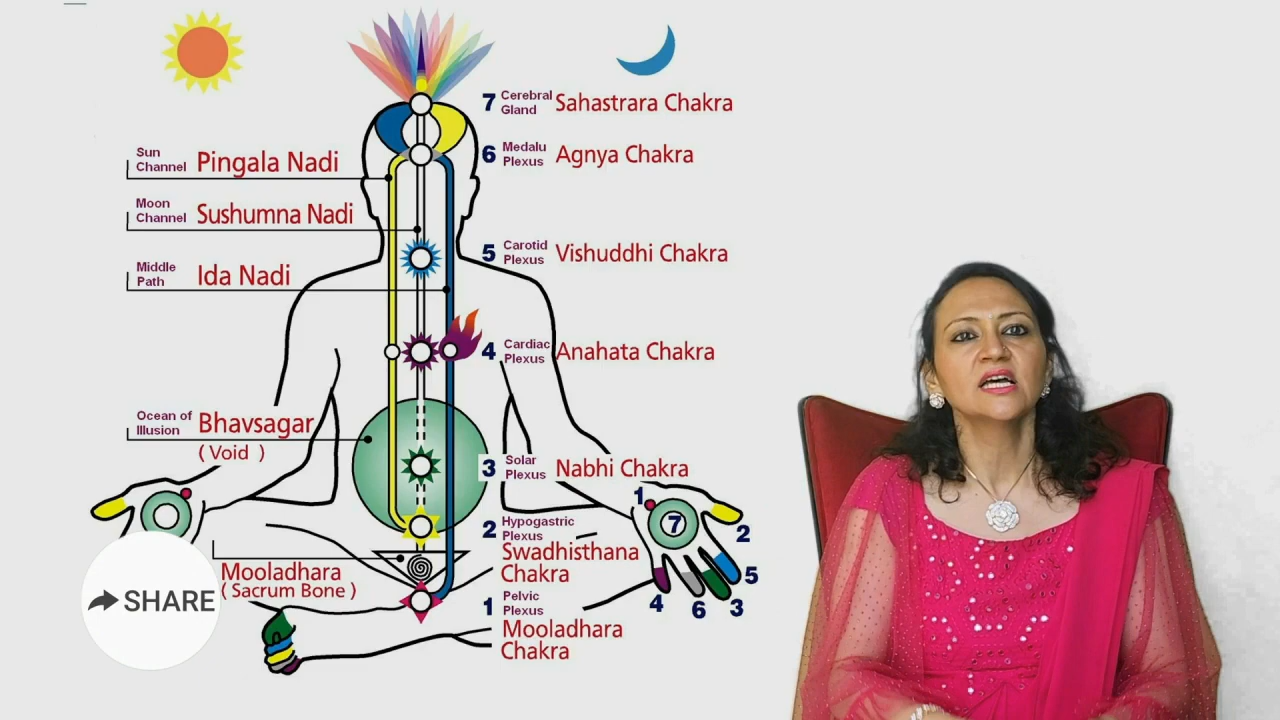 7 Cerebral Gland Sahastrara Chakra
6 Medalu Plexus Agnya Chakra
Sun Channel Pingala Nadi
Moon Channel Sushumna Nadi
5 Carotid Plexus Vishuddhi Chakra
Middle Path Ida Nadi
4 Cardiac Plexus Anahata Chakra
Ocean of Illusion Bhavsagar
( Void )
3 Solar Plexus Nabhi Chakra
1
7
2
5
3
6
4
2 Hypogastric Plexus
Swadhisthana
Chakra
Mooladhara
( Sacrum Bone )
1 Pelvic Plexus
Mooladhara
Chakra
SHARE